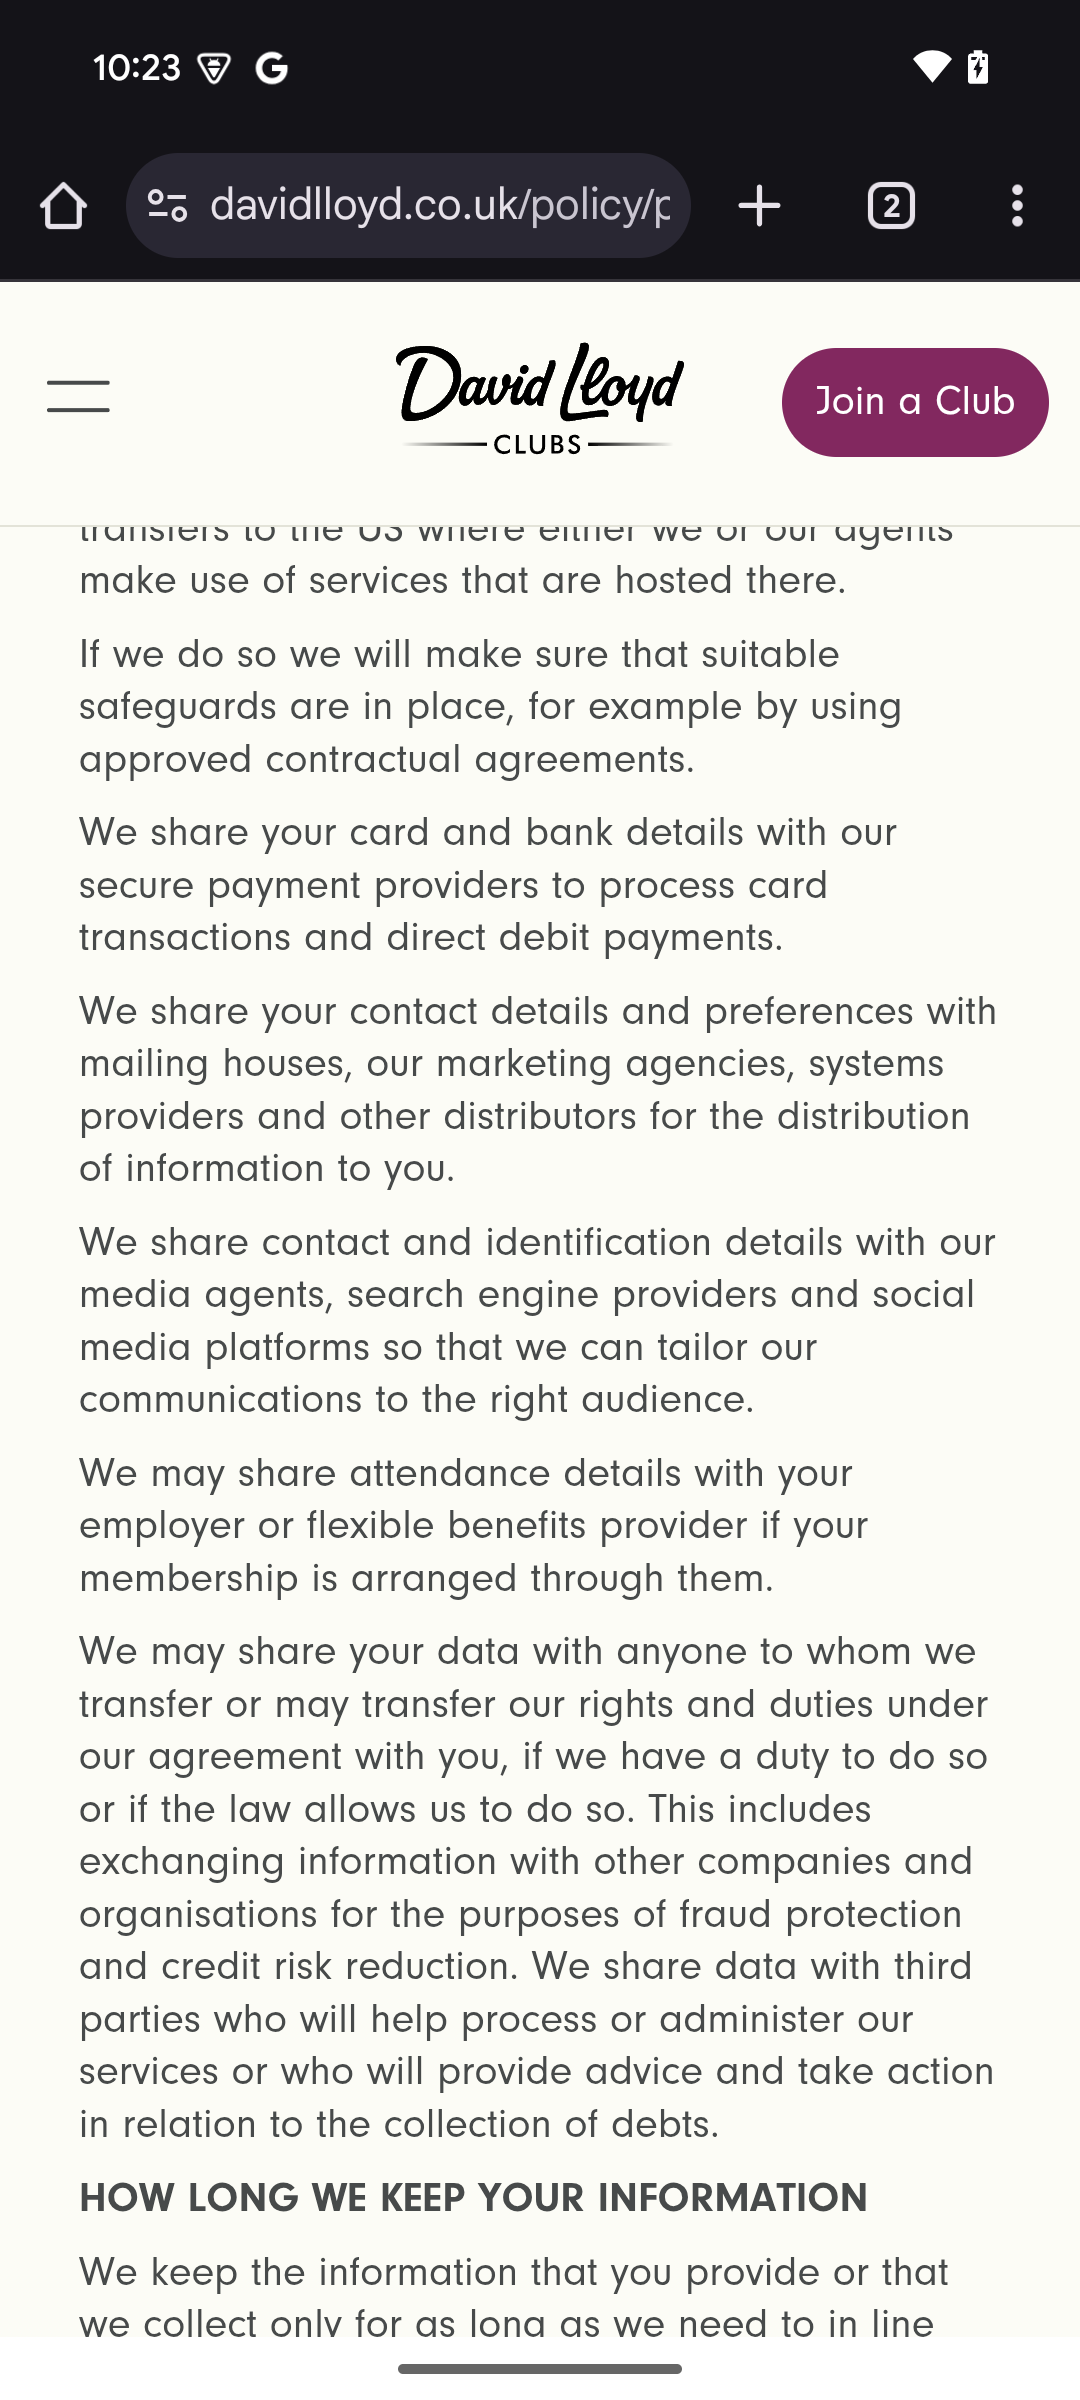 10:23
davidlloyd.co.uk/policy/p
2
David Lloyd
CLUBS
Join a Club
transfers to the US where either we or our agents
make use of services that are hosted there.
If we do so we will make sure that suitable
safeguards are in place, for example by using
approved contractual agreements.
We share your card and bank details with our
secure payment providers to process card
transactions and direct debit payments.
We share your contact details and preferences with
mailing houses, our marketing agencies, systems
providers and other distributors for the distribution
of information to you.
We share contact and identification details with our
media agents, search engine providers and social
media platforms so that we can tailor our
communications to the right audience.
We may share attendance details with your
employer or flexible benefits provider if your
membership is arranged through them.
We may share your data with anyone to whom we
transfer or may transfer our rights and duties under
our agreement with you, if we have a duty to do so
or if the law allows us to do so. This includes
exchanging information with other companies and
organisations for the purposes of fraud protection
and credit risk reduction. We share data with third
parties who will help process or administer our
services or who will provide advice and take action
in relation to the collection of debts.
HOW LONG WE KEEP YOUR INFORMATION
We keep the information that you provide or that
we collect only for as long as we need to in line